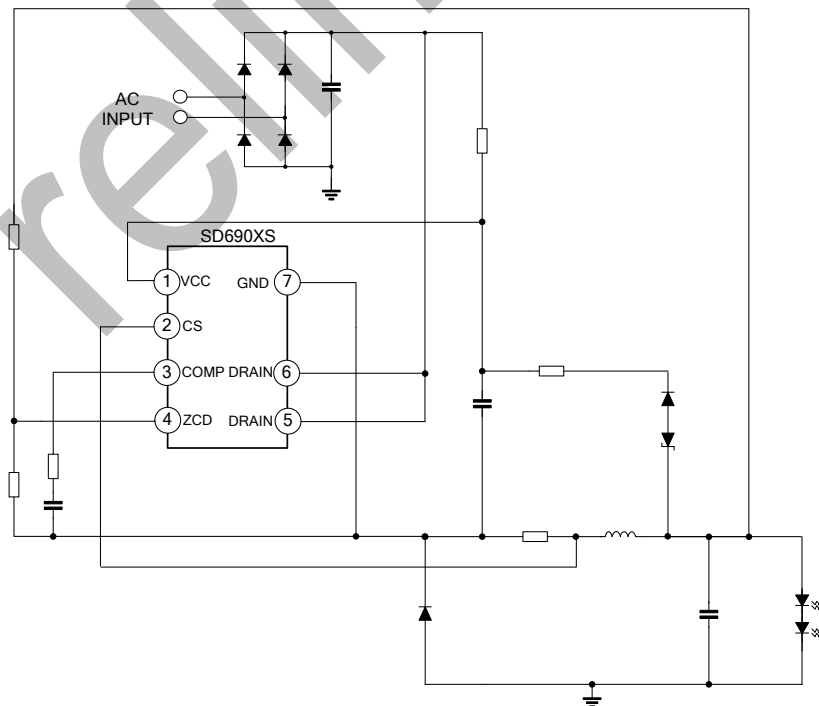 AC
INPUT
SD690XS
1 VCC GND 7
2 CS
3 COMP DRAIN 6
4 ZCD DRAIN 5